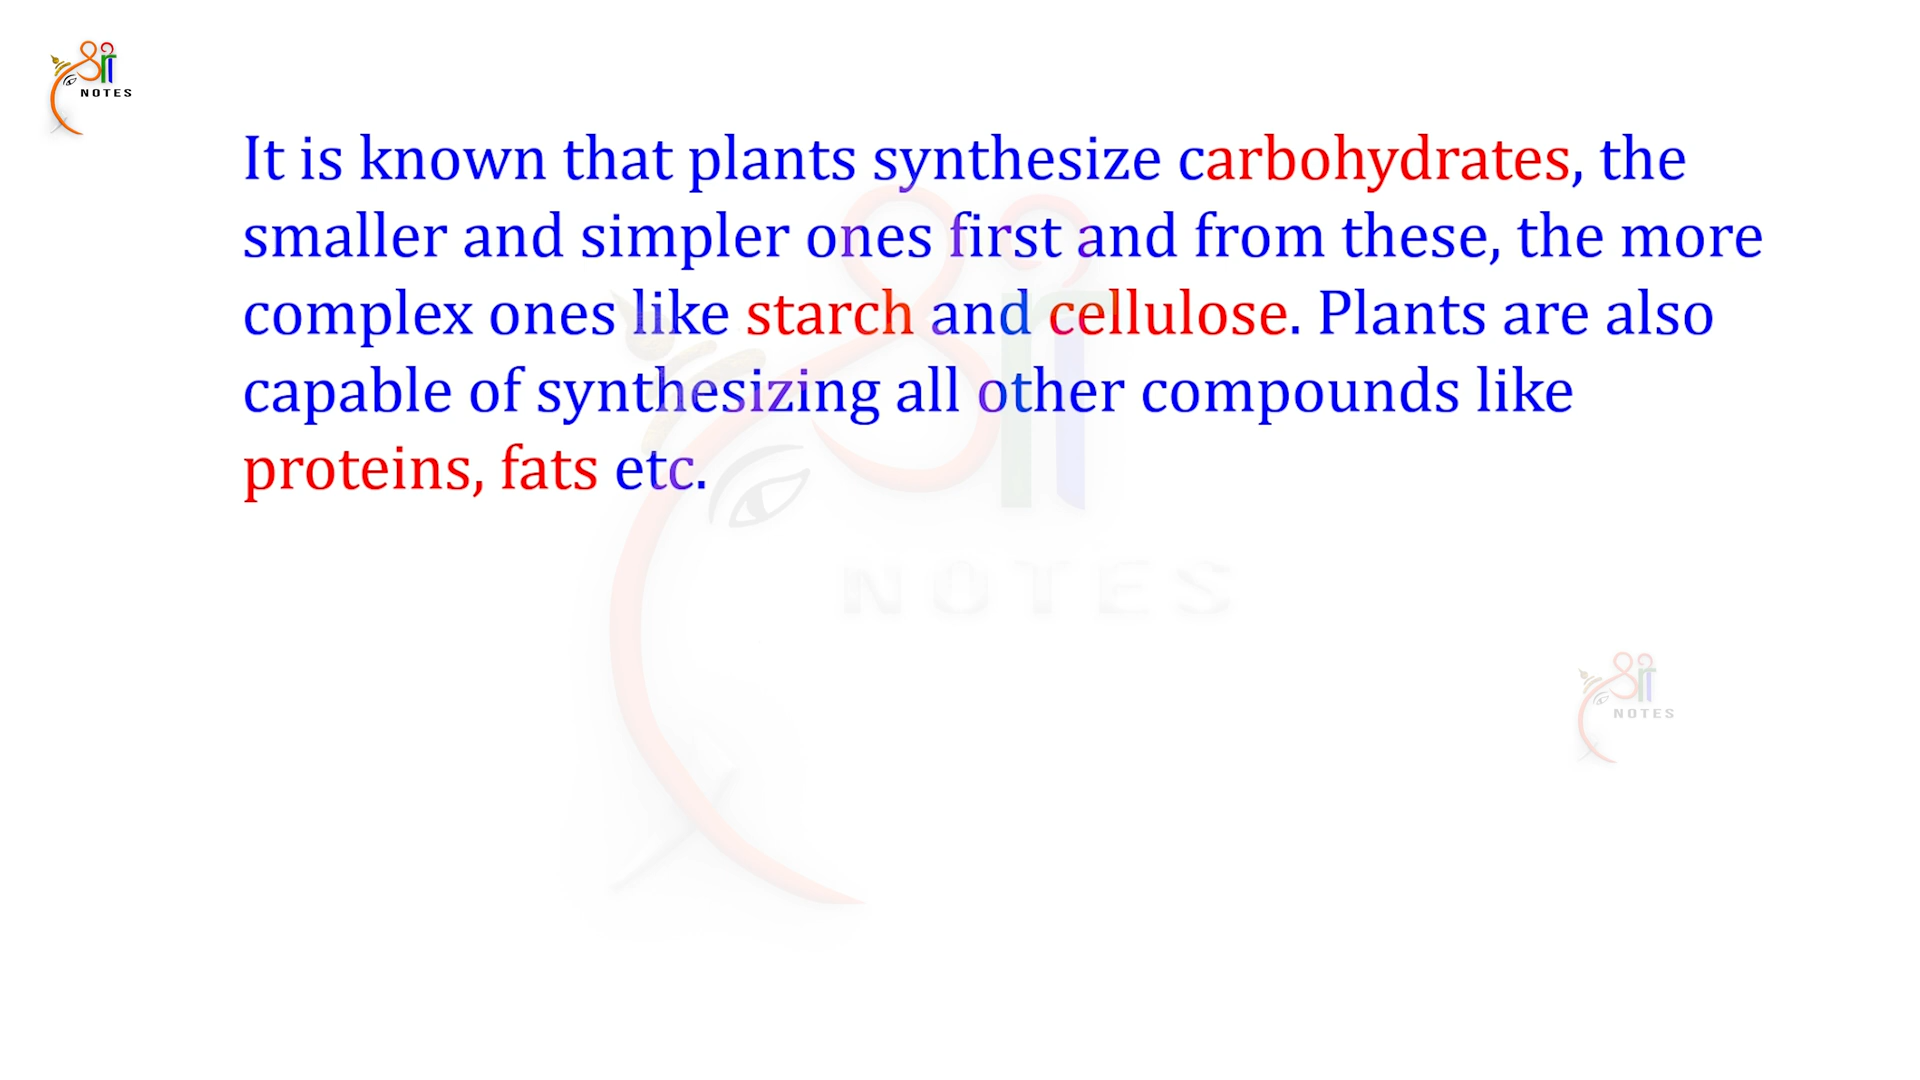 श्री
NOTES
It is known that plants synthesize carbohydrates, the
smaller and simpler ones first and from these, the more
complex ones like starch and cellulose. Plants are also
capable of synthesizing all other compounds like
proteins, fats etc.
श्री
NOTES
श्री
NOTES